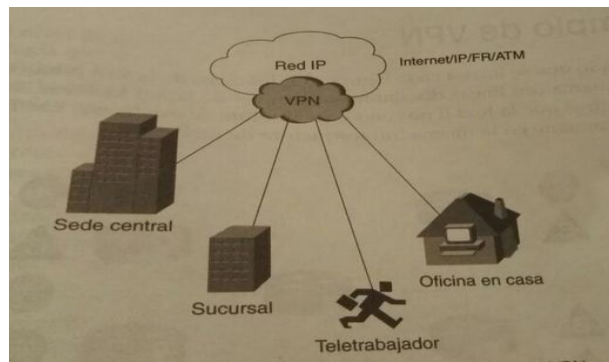 Red IP
Internet/IP/FR/ATM
VPN
Sede central
Sucursal
Teletrabajador
Oficina en casa